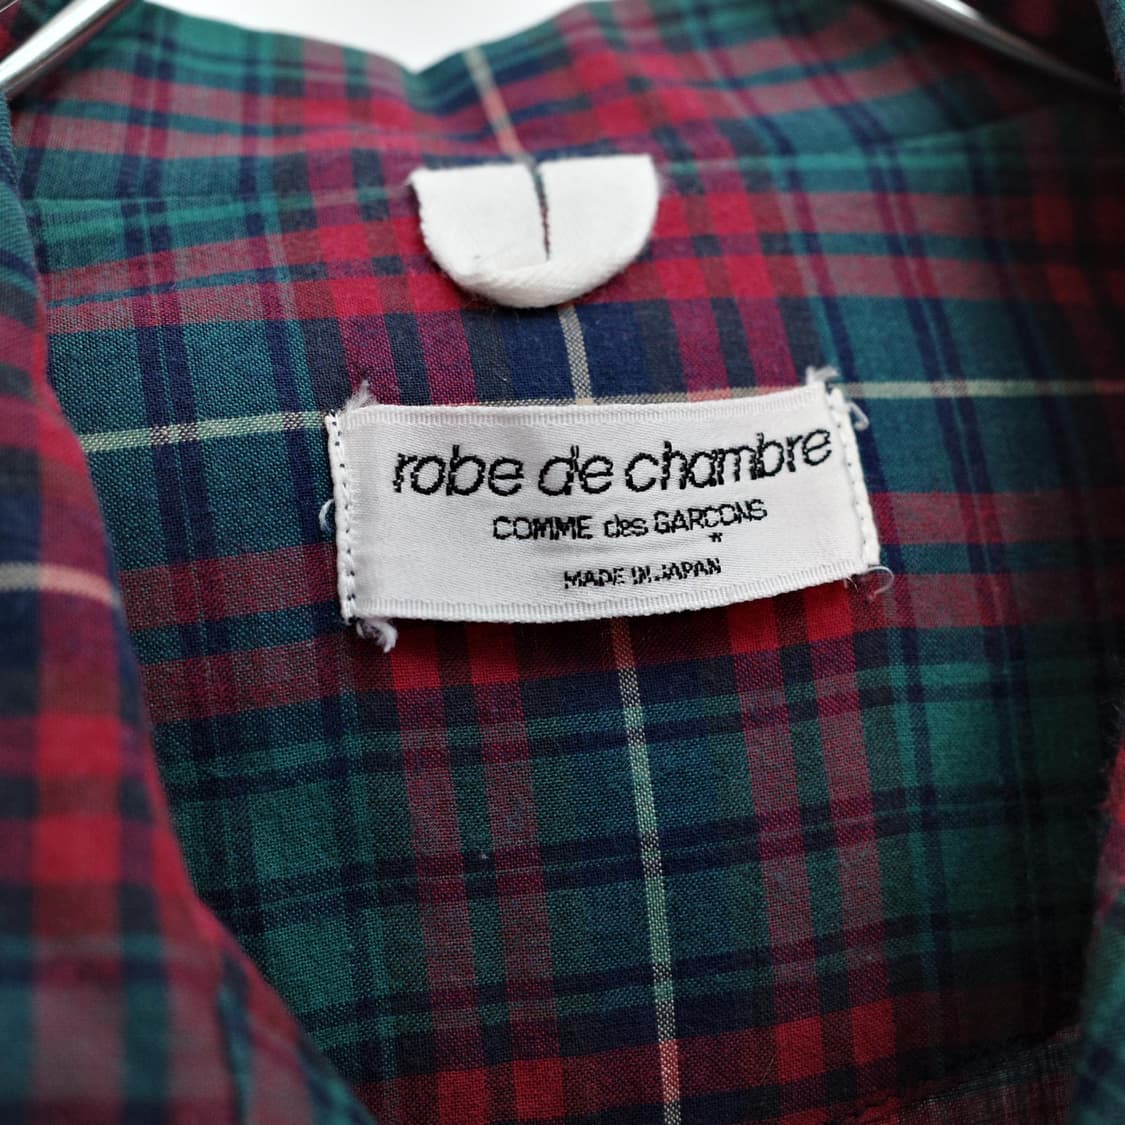 robe de chambre
COMME des GARCONS
*
MADE IN JAPAN